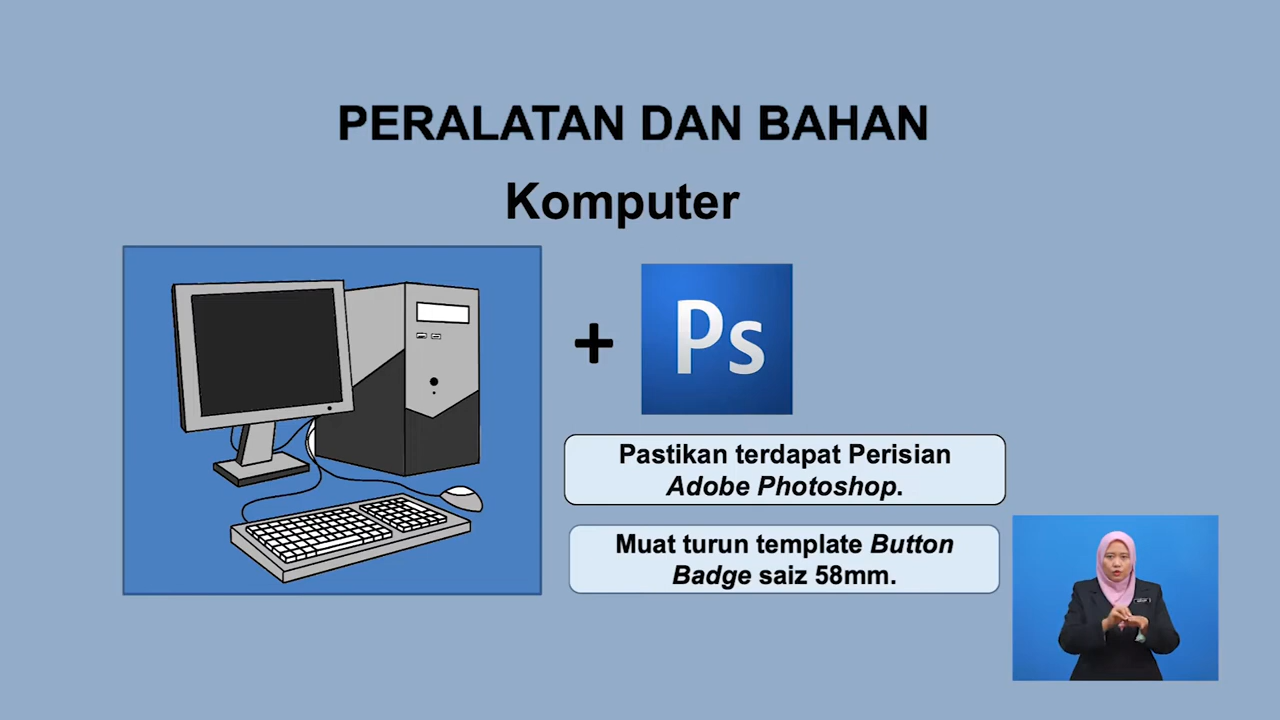 PERALATAN DAN BAHAN
Komputer
+
Ps
Pastikan terdapat Perisian
Adobe Photoshop.
Muat turun template Button
Badge saiz 58mm.